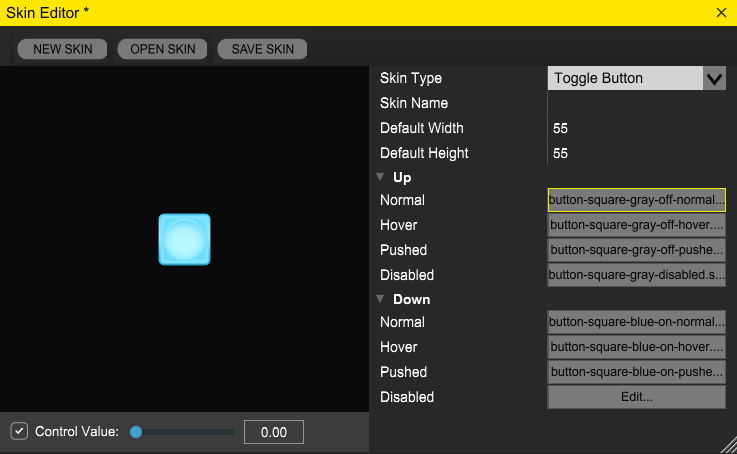 Skin Editor *
NEW SKIN OPEN SKIN SAVE SKIN
Skin Type Toggle Button
Skin Name
Default Width 55
Default Height 55
Up
Normal button-square-gray-off-normal...
Hover button-square-gray-off-hover....
Pushed button-square-gray-off-pushe...
Disabled button-square-gray-disabled.s...
Down
Normal button-square-blue-on-normal...
Hover button-square-blue-on-hover....
Pushed button-square-blue-on-pushe...
Disabled Edit...
Control Value: 0.00